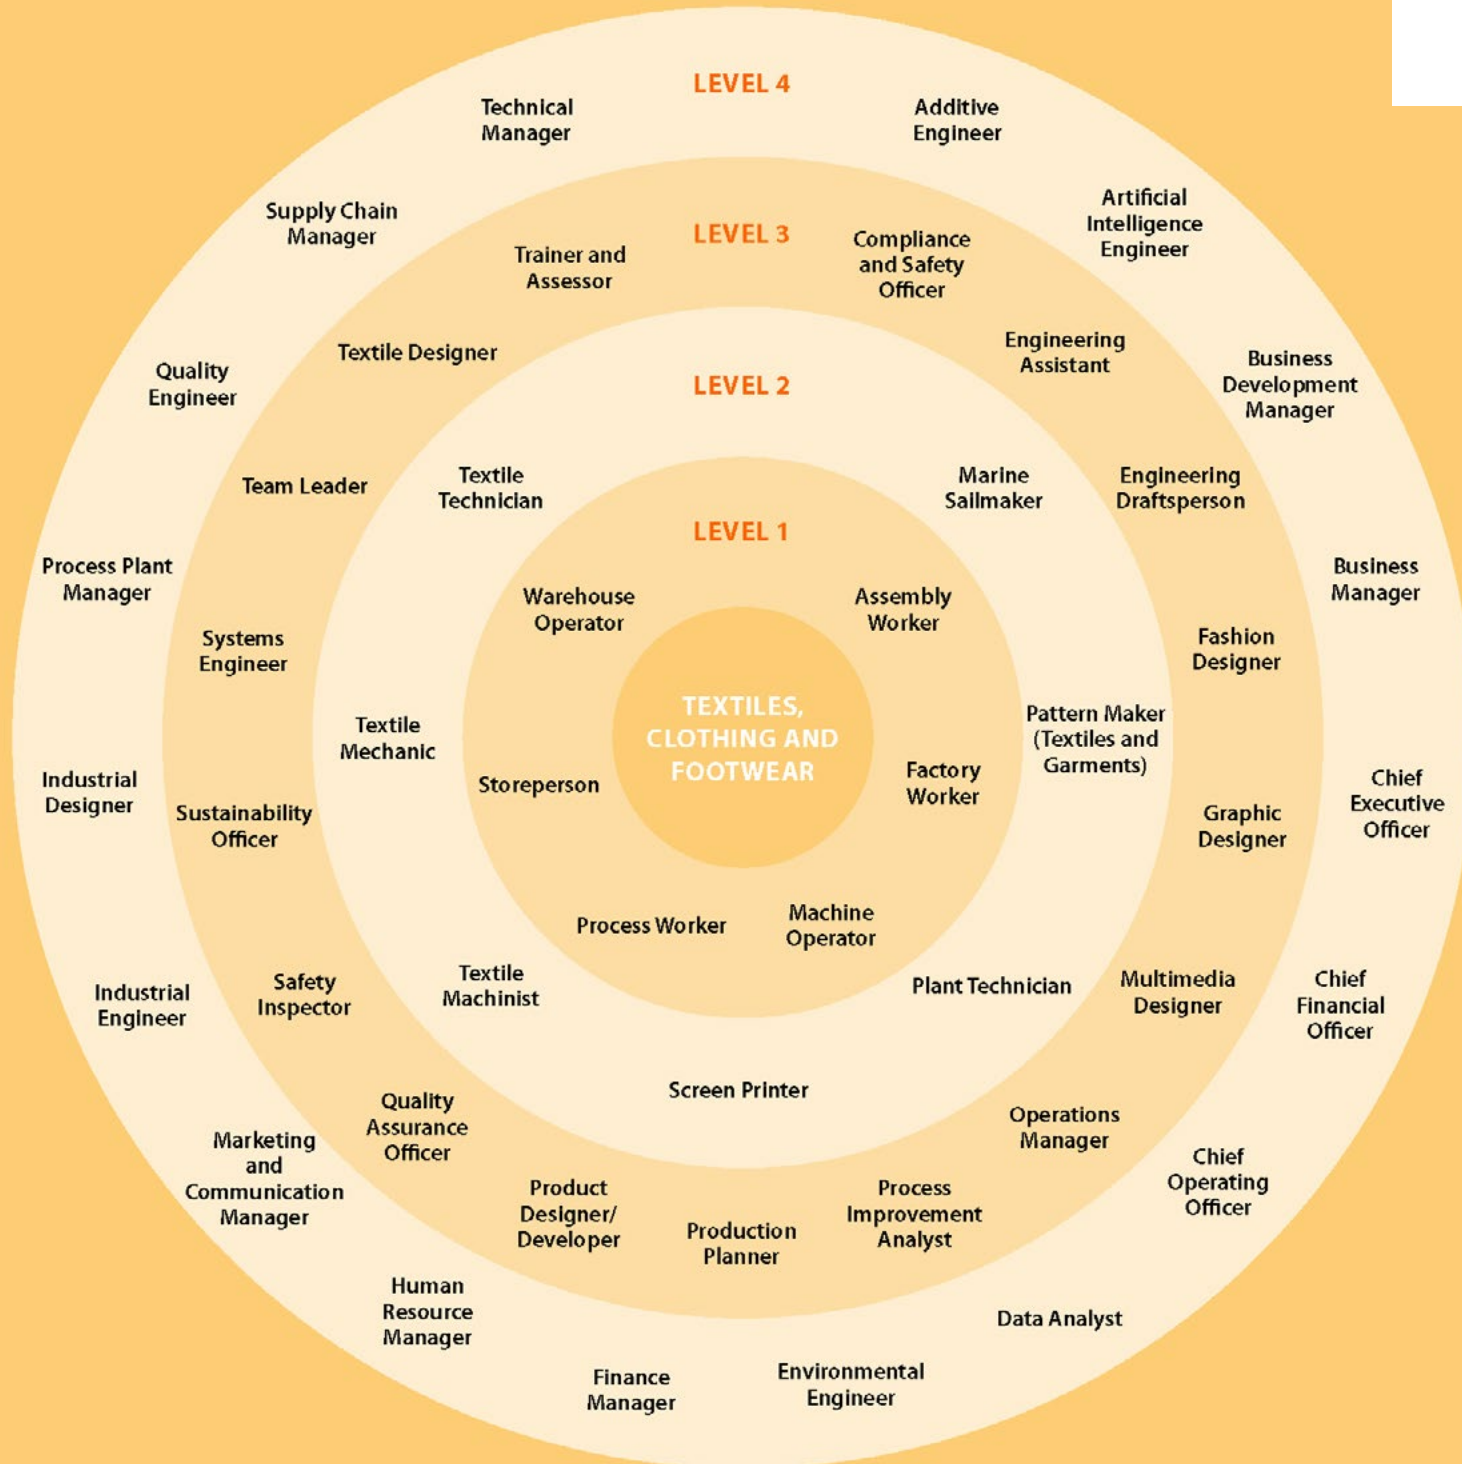 LEVEL 4
Technical
Manager
Additive
Engineer
Artificial
Intelligence
Engineer
Business
Development
Manager
Business
Manager
Chief
Executive
Officer
Chief
Financial
Officer
Chief
Operating
Officer
Data Analyst
Environmental
Engineer
Finance
Manager
Human
Resource
Manager
Marketing
and
Communication
Manager
Industrial
Engineer
Industrial
Designer
Process Plant
Manager
Quality
Engineer
Supply Chain
Manager
LEVEL 3
Compliance
and Safety
Officer
Engineering
Assistant
Engineering
Draftsperson
Fashion
Designer
Graphic
Designer
Multimedia
Designer
Operations
Manager
Process
Improvement
Analyst
Production
Planner
Product
Designer/
Developer
Quality
Assurance
Officer
Safety
Inspector
Sustainability
Officer
Systems
Engineer
Team Leader
Textile Designer
Trainer and
Assessor
LEVEL 2
Marine
Sailmaker
Pattern Maker
(Textiles and
Garments)
Plant Technician
Screen Printer
Textile
Machinist
Textile
Mechanic
Textile
Technician
LEVEL 1
Assembly
Worker
Factory
Worker
Machine
Operator
Process Worker
Storeperson
Warehouse
Operator
TEXTILES,
CLOTHING AND
FOOTWEAR